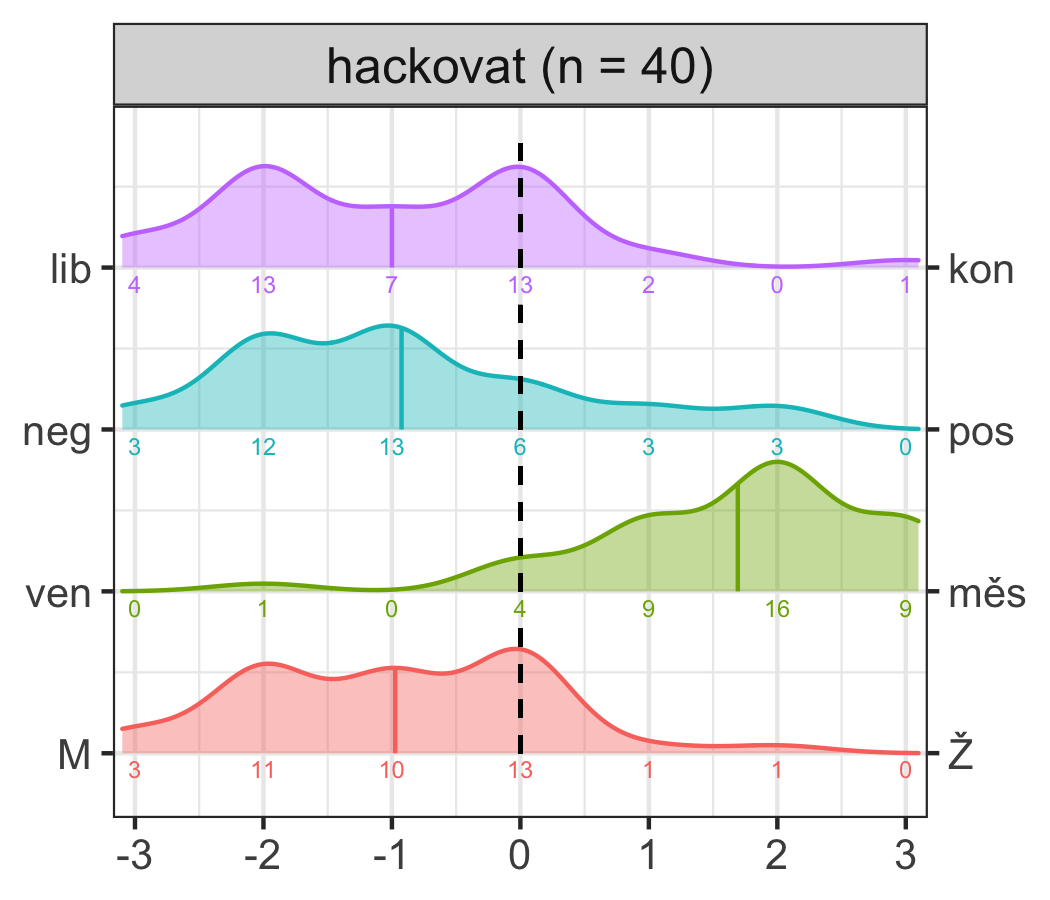 hackovat (n = 40)
lib kon
4 13 7 13 2 0 1
neg pos
3 12 13 6 3 3 0
ven měs
0 1 0 4 9 16 9
M Ž
3 11 10 13 1 1 0
-3 -2 -1 0 1 2 3